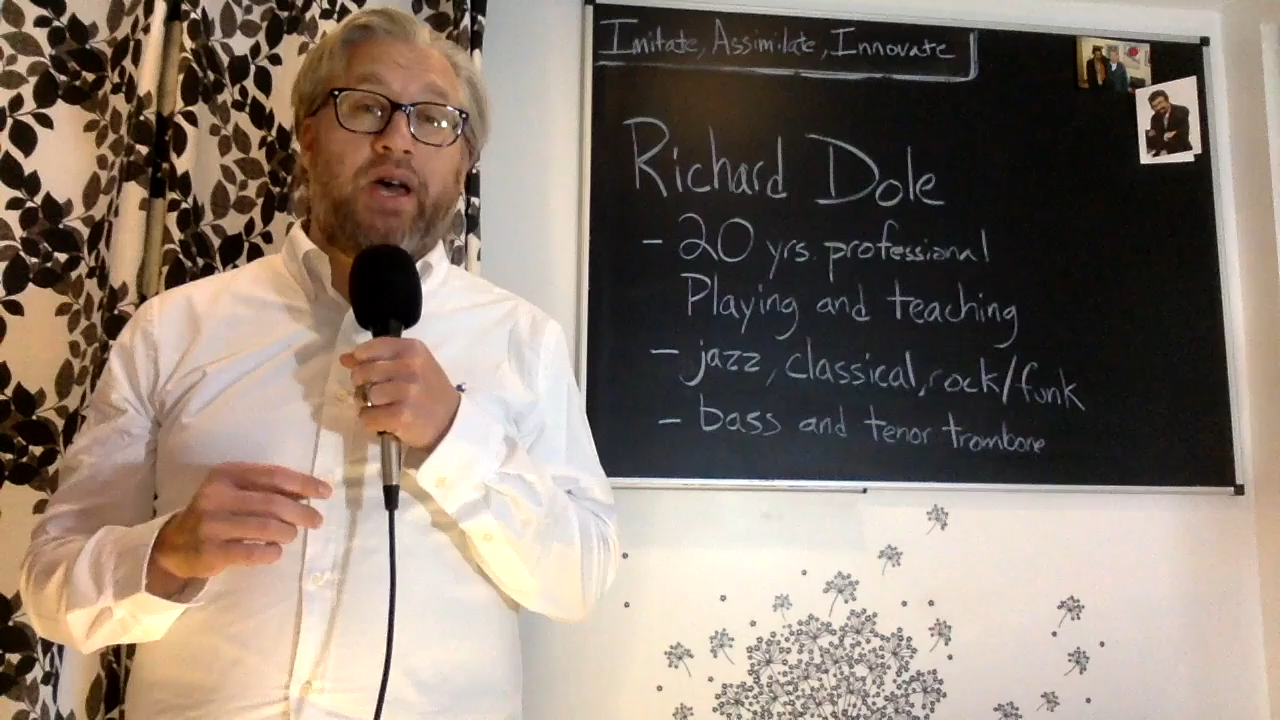 Imitate, Assimilate, Innovate
Richard Dole
- 20 yrs. professional
Playing and teaching
- jazz, classical, rock/funk
- bass and tenor trombone